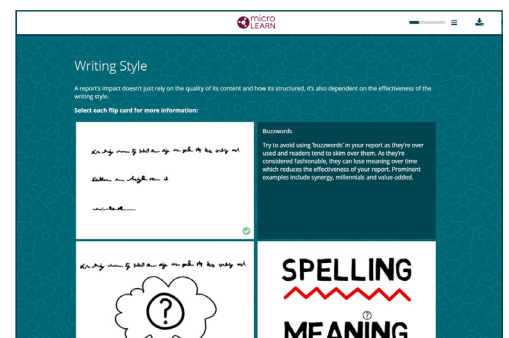 micro
LEARN
Writing Style
A report's impact doesn't just rely on the quality of its content and how its structured, it's also dependent on the effectiveness of the
writing style.
Select each flip card for more information:
Buzzwords
Try to avoid using 'buzzwords' in your report as they're over
used and readers tend to skim over them. As they're
considered fashionable, they can lose meaning over time
which reduces the effectiveness of your report. Prominent
examples include synergy, millennials and value-added.
?
SPELLING
?
MEANING